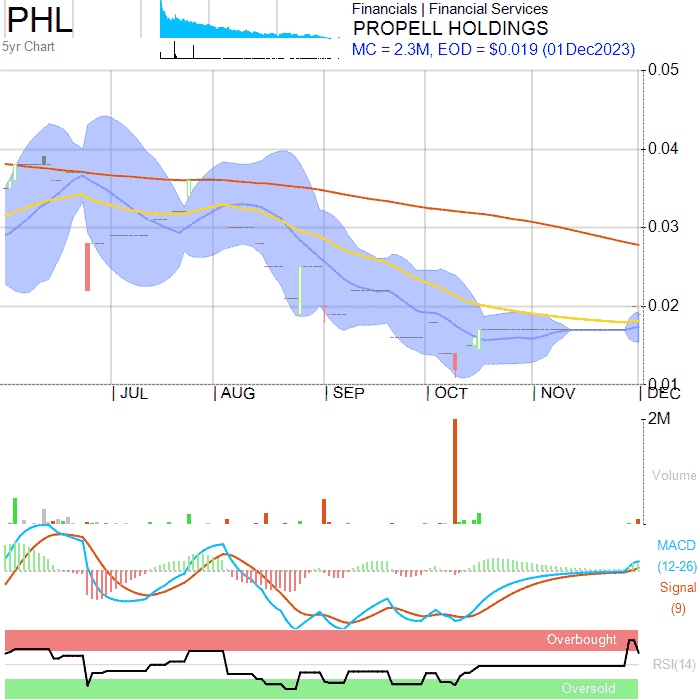 PHL
5yr Chart
Financials | Financial Services
PROPELL HOLDINGS
MC = 2.3M, EOD = $0.019 (01Dec2023)
0.05
0.04
0.03
0.02
0.01
JUL
AUG
SEP
OCT
NOV
DEC
2M
Volume
MACD
(12-26)
Signal
(9)
Overbought
RSI(14)
Oversold